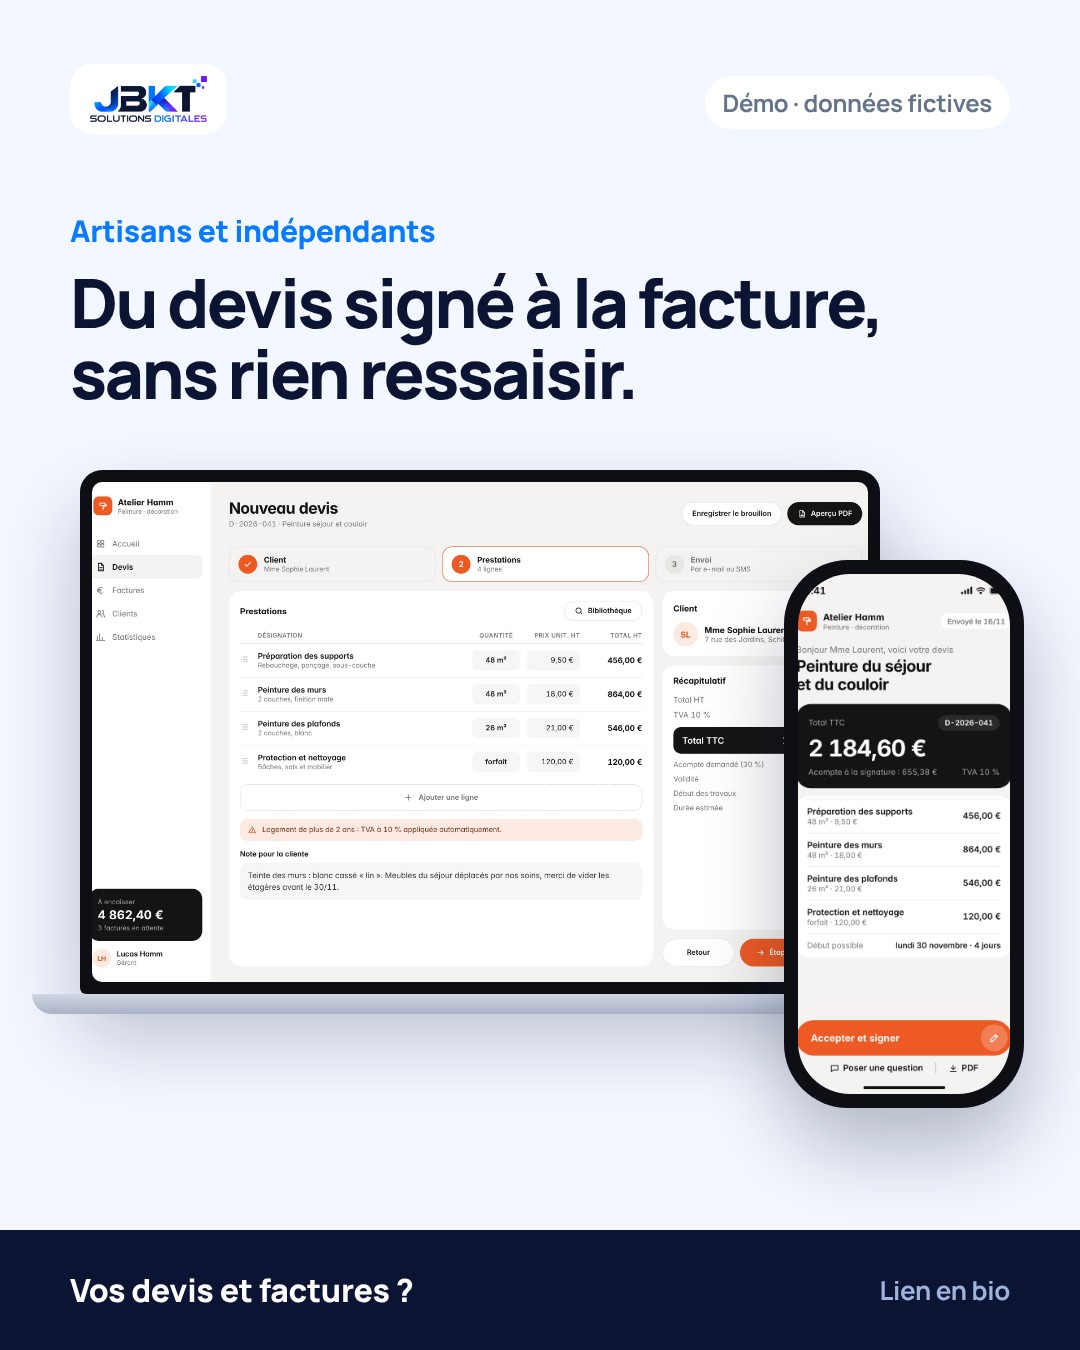 JBKT
SOLUTIONS DIGITALES
Démo · données fictives
Artisans et indépendants
Du devis signé à la facture,
sans rien ressaisir.
Atelier Hamm
Peinture · décoration
Accueil
Devis
Factures
Clients
Statistiques
À encaisser
4 862,40 €
3 factures en attente
LH
Lucas Hamm
Gérant
Nouveau devis
D-2026-041 · Peinture séjour et couloir
Enregistrer le brouillon
Aperçu PDF
Client
Mme Sophie Laurent
2
Prestations
4 lignes
3
Envoi
Par e-mail ou SMS
Prestations
Bibliothèque
DÉSIGNATION QUANTITÉ PRIX UNIT. HT TOTAL HT
Préparation des supports 48 m² 9,50 € 456,00 €
Rebouchage, ponçage, sous-couche
Peinture des murs 48 m² 18,00 € 864,00 €
2 couches, finition mate
Peinture des plafonds 26 m² 21,00 € 546,00 €
2 couches, blanc
Protection et nettoyage forfait 120,00 € 120,00 €
Bâches, sols et mobilier
+ Ajouter une ligne
Logement de plus de 2 ans : TVA à 10 % appliquée automatiquement.
Note pour la cliente
Teinte des murs : blanc cassé « lin ». Meubles du séjour déplacés par nos soins, merci de vider les
étagères avant le 30/11.
Client
SL
Mme Sophie Lauren
7 rue des Jardins, Schil
Récapitulatif
Total HT
TVA 10 %
Total TTC
Acompte demandé (30 %)
Validité
Début des travaux
Durée estimée
Retour
→ Étap
:41
Atelier Hamm
Peinture · décoration
Envoyé le 16/11
Bonjour Mme Laurent, voici votre devis
Peinture du séjour
et du couloir
Total TTC
D-2026-041
2 184,60 €
Acompte à la signature : 655,38 €
TVA 10 %
Préparation des supports 456,00 €
48 m² · 9,50 €
Peinture des murs 864,00 €
48 m² · 18,00 €
Peinture des plafonds 546,00 €
26 m² · 21,00 €
Protection et nettoyage 120,00 €
forfait · 120,00 €
Début possible lundi 30 novembre · 4 jours
Accepter et signer
Poser une question
PDF
Vos devis et factures ?
Lien en bio